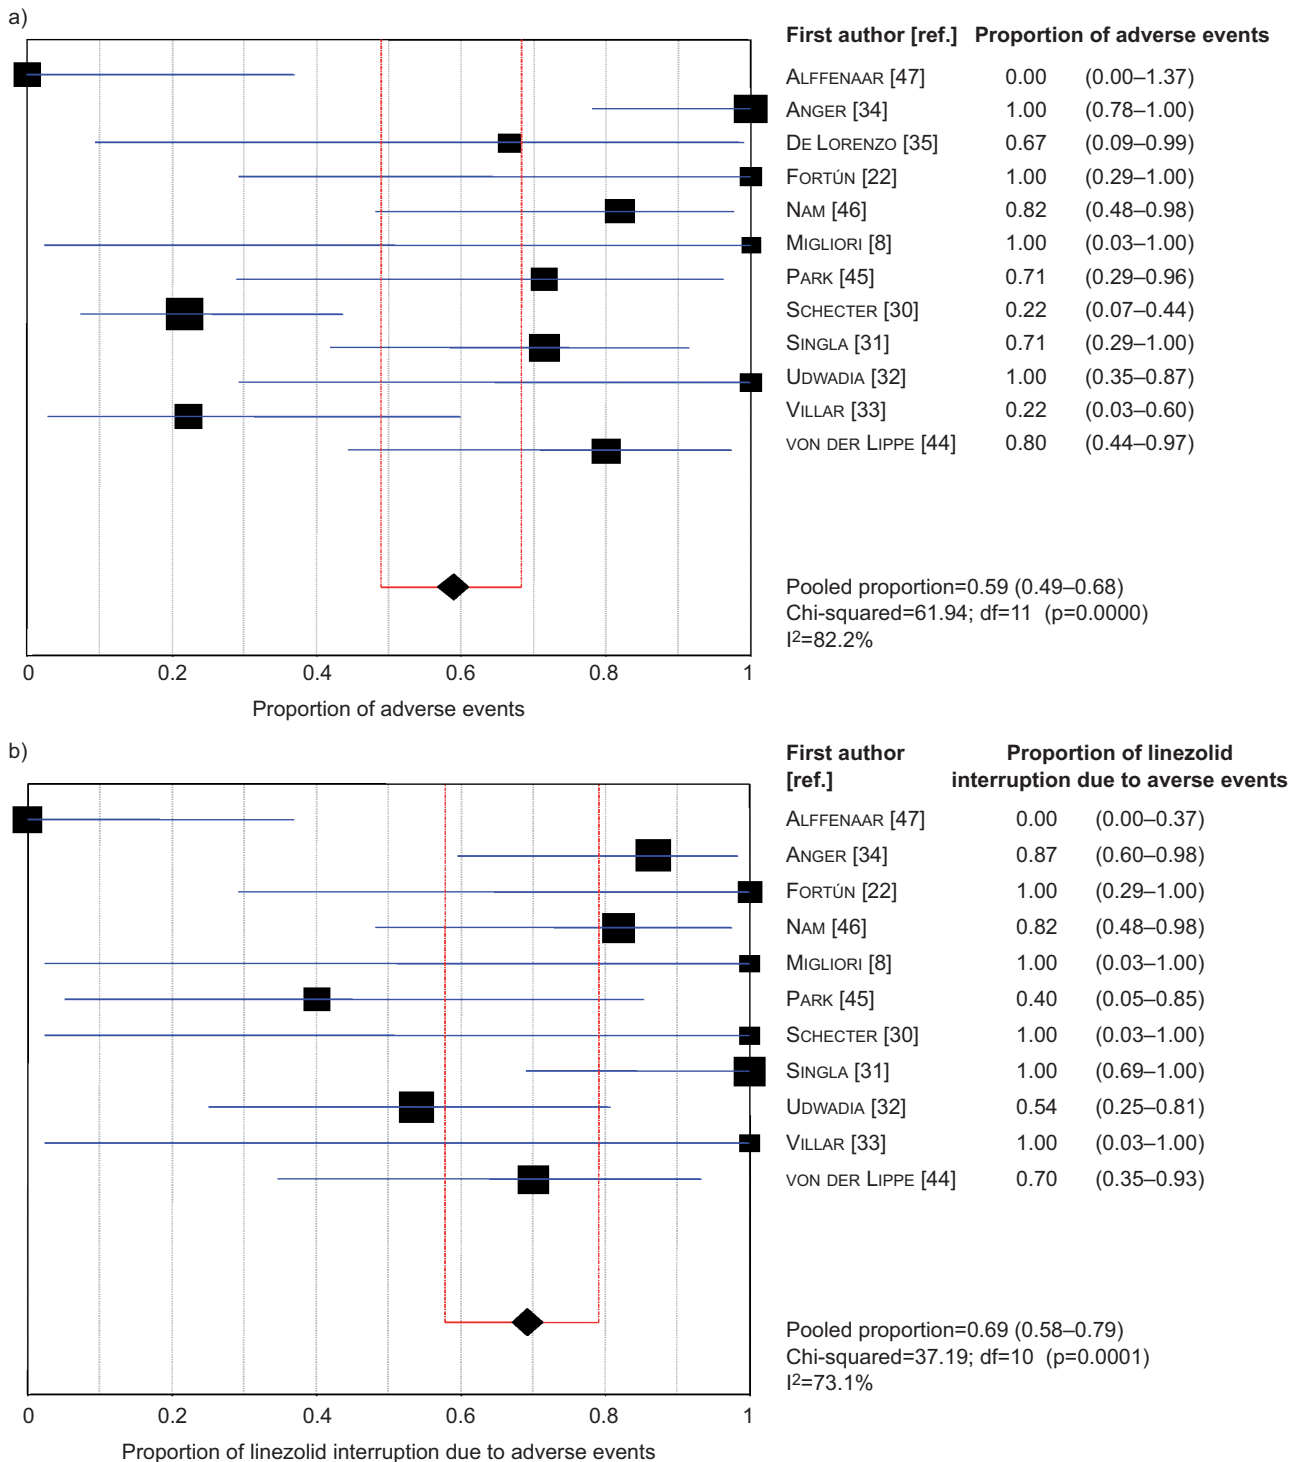 a)
First author [ref.] Proportion of adverse events
ALFFENAAR [47] 0.00 (0.00–1.37)
ANGER [34] 1.00 (0.78–1.00)
DE LORENZO [35] 0.67 (0.09–0.99)
FORTÚN [22] 1.00 (0.29–1.00)
NAM [46] 0.82 (0.48–0.98)
MIGLIORI [8] 1.00 (0.03–1.00)
PARK [45] 0.71 (0.29–0.96)
SCHECTER [30] 0.22 (0.07–0.44)
SINGLA [31] 0.71 (0.29–1.00)
UDWADIA [32] 1.00 (0.35–0.87)
VILLAR [33] 0.22 (0.03–0.60)
VON DER LIPPE [44] 0.80 (0.44–0.97)
Pooled proportion=0.59 (0.49–0.68)
Chi-squared=61.94; df=11 (p=0.0000)
I2=82.2%
0 0.2 0.4 0.6 0.8 1
Proportion of adverse events
b)
First author Proportion of linezolid
[ref.] interruption due to averse events
ALFFENAAR [47] 0.00 (0.00–0.37)
ANGER [34] 0.87 (0.60–0.98)
FORTÚN [22] 1.00 (0.29–1.00)
NAM [46] 0.82 (0.48–0.98)
MIGLIORI [8] 1.00 (0.03–1.00)
PARK [45] 0.40 (0.05–0.85)
SCHECTER [30] 1.00 (0.03–1.00)
SINGLA [31] 1.00 (0.69–1.00)
UDWADIA [32] 0.54 (0.25–0.81)
VILLAR [33] 1.00 (0.03–1.00)
VON DER LIPPE [44] 0.70 (0.35–0.93)
Pooled proportion=0.69 (0.58–0.79)
Chi-squared=37.19; df=10 (p=0.0001)
I2=73.1%
0 0.2 0.4 0.6 0.8 1
Proportion of linezolid interruption due to adverse events